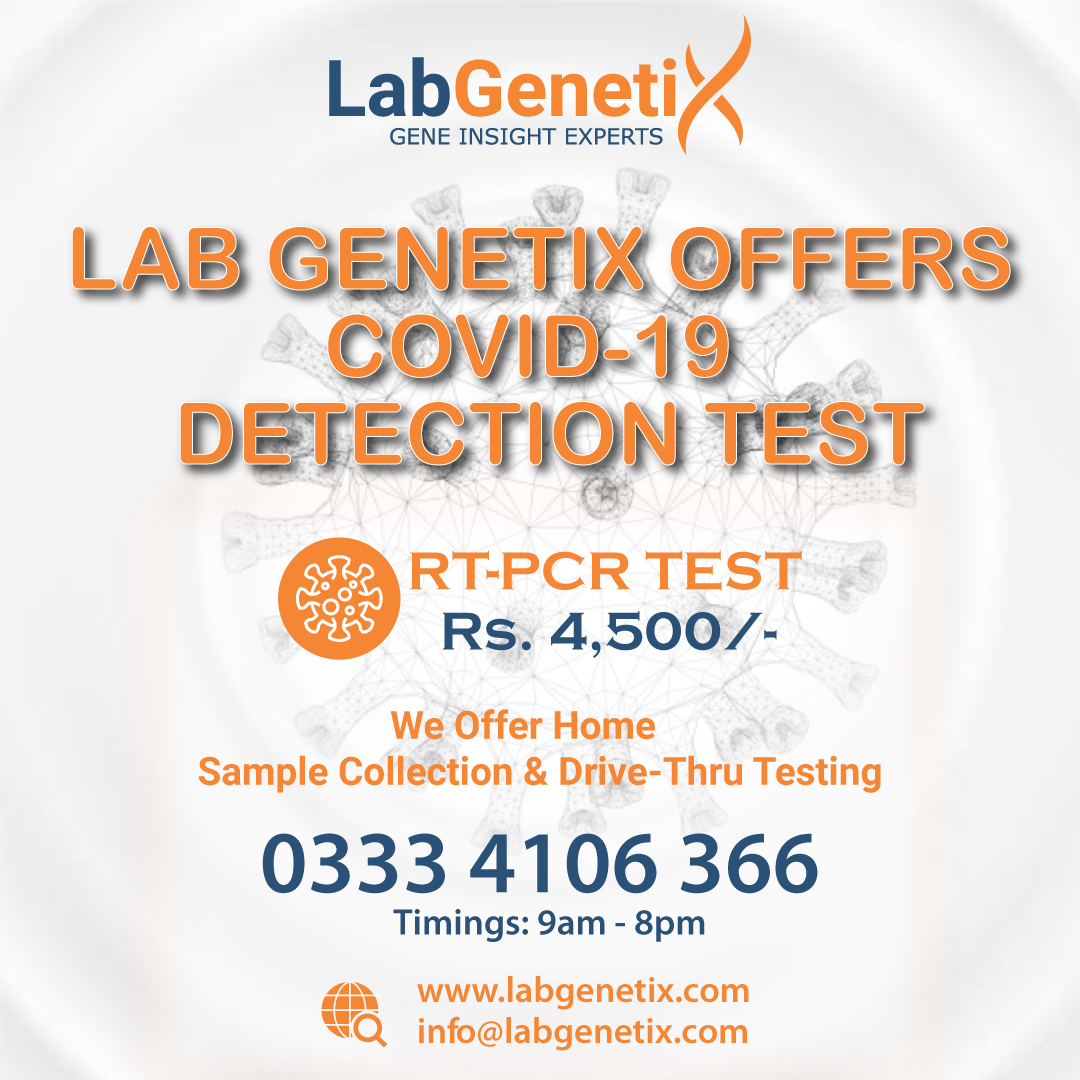 LabGenetiX
GENE INSIGHT EXPERTS
LAB GENETIX OFFERS
COVID-19
DETECTION TEST
RT-PCR TEST
Rs. 4,500/-
We Offer Home
Sample Collection & Drive-Thru Testing
0333 4106 366
Timings: 9am - 8pm
www.labgenetix.com
info@labgenetix.com